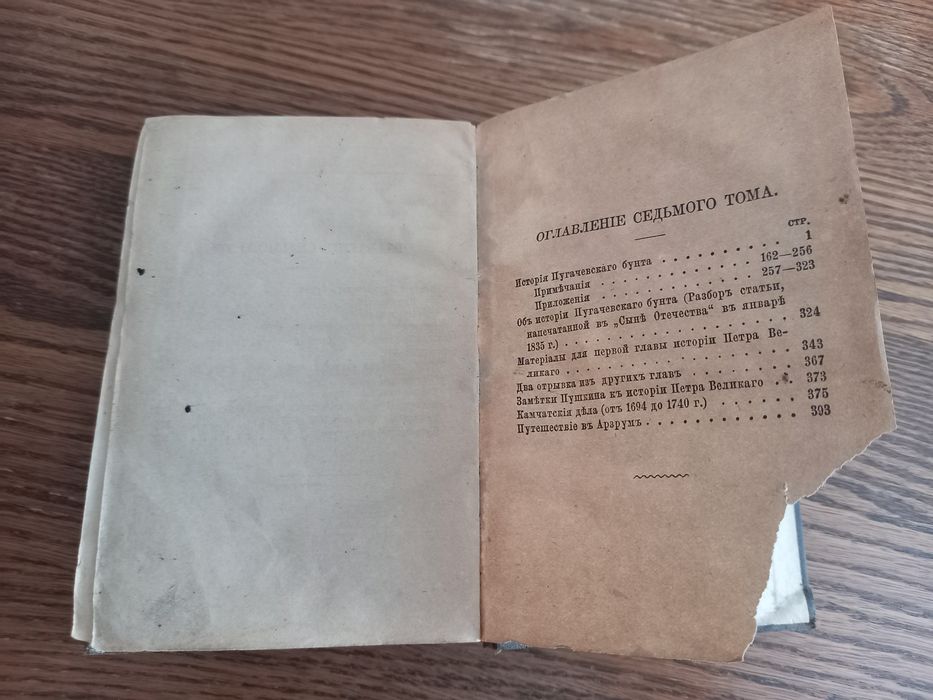 ОГЛАВЛЕНІЕ СЕДЬМОГО ТОМА.
СТР.
Исторія Пугачевскаго бунта . . . . . . . . 1
Примѣчанія . . . . . . . . . 162—256
Приложенія . . . . . . . . . 257—323
Объ исторіи Пугачевскаго бунта (Разборъ статьи,
напечатанной въ „Сынѣ Отечества“ въ январѣ
1835 г.) . . . . . . . . . . . . 324
Матеріалы для первой главы исторіи Петра Ве-
ликаго . . . . . . . . . . . . 343
Два отрывка изъ другихъ главъ . . . . . . 367
Замѣтки Пушкина къ исторіи Петра Великаго . . 373
Камчатскія дѣла (отъ 1694 до 1740 г.) . . . . . 375
Путешествіе въ Арзрумъ . . . . . . . . . 393